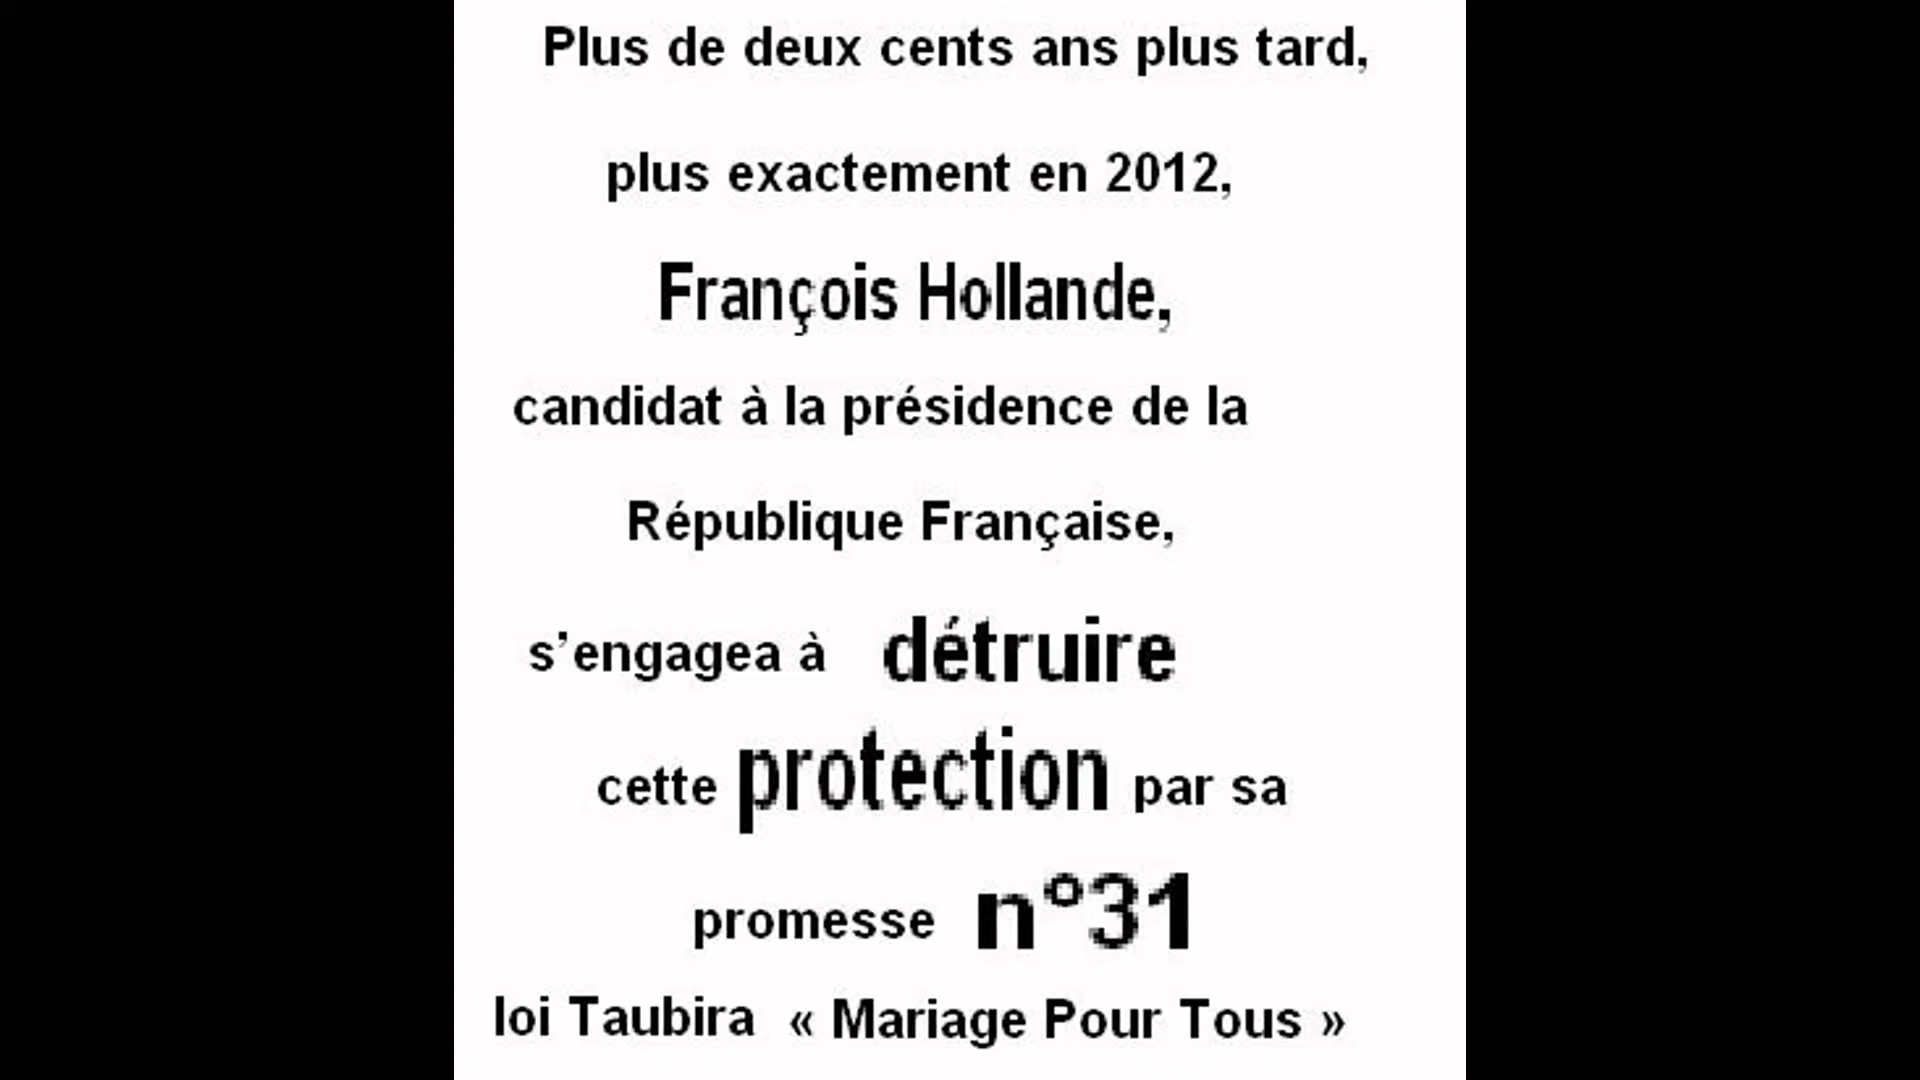 Plus de deux cents ans plus tard,
plus exactement en 2012,
François Hollande,
candidat à la présidence de la
République Française,
s’engagea à détruire
cette protection par sa
promesse n°31
loi Taubira « Mariage Pour Tous »